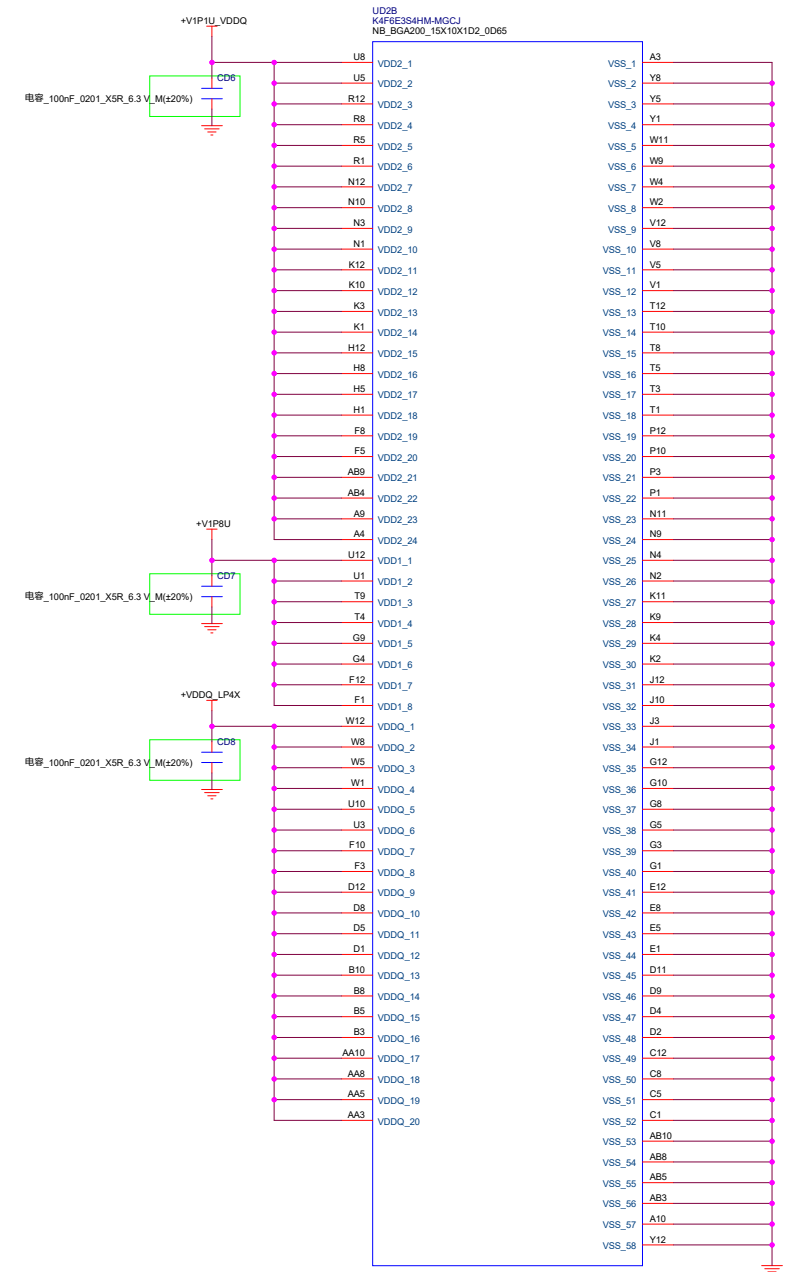 UD2B
K4F6E3S4HM-MGCJ
NB_BGA200_15X10X1D2_0D65
+V1P1U_VDDQ
CD6
电容_100nF_0201_X5R_6.3 V_M(±20%)
+V1P8U
CD7
电容_100nF_0201_X5R_6.3 V_M(±20%)
+VDDQ_LP4X
CD8
电容_100nF_0201_X5R_6.3 V_M(±20%)
U8 VDD2_1 VSS_1 A3
U5 VDD2_2 VSS_2 Y8
R12 VDD2_3 VSS_3 Y5
R8 VDD2_4 VSS_4 Y1
R5 VDD2_5 VSS_5 W11
R1 VDD2_6 VSS_6 W9
N12 VDD2_7 VSS_7 W4
N10 VDD2_8 VSS_8 W2
N3 VDD2_9 VSS_9 V12
N1 VDD2_10 VSS_10 V8
K12 VDD2_11 VSS_11 V5
K10 VDD2_12 VSS_12 V1
K3 VDD2_13 VSS_13 T12
K1 VDD2_14 VSS_14 T10
H12 VDD2_15 VSS_15 T8
H8 VDD2_16 VSS_16 T5
H5 VDD2_17 VSS_17 T3
H1 VDD2_18 VSS_18 T1
F8 VDD2_19 VSS_19 P12
F5 VDD2_20 VSS_20 P10
AB9 VDD2_21 VSS_21 P3
AB4 VDD2_22 VSS_22 P1
A9 VDD2_23 VSS_23 N11
A4 VDD2_24 VSS_24 N9
U12 VDD1_1 VSS_25 N4
U1 VDD1_2 VSS_26 N2
T9 VDD1_3 VSS_27 K11
T4 VDD1_4 VSS_28 K9
G9 VDD1_5 VSS_29 K4
G4 VDD1_6 VSS_30 K2
F12 VDD1_7 VSS_31 J12
F1 VDD1_8 VSS_32 J10
W12 VDDQ_1 VSS_33 J3
W8 VDDQ_2 VSS_34 J1
W5 VDDQ_3 VSS_35 G12
W1 VDDQ_4 VSS_36 G10
U10 VDDQ_5 VSS_37 G8
U3 VDDQ_6 VSS_38 G5
F10 VDDQ_7 VSS_39 G3
F3 VDDQ_8 VSS_40 G1
D12 VDDQ_9 VSS_41 E12
D8 VDDQ_10 VSS_42 E8
D5 VDDQ_11 VSS_43 E5
D1 VDDQ_12 VSS_44 E1
B10 VDDQ_13 VSS_45 D11
B8 VDDQ_14 VSS_46 D9
B5 VDDQ_15 VSS_47 D4
B3 VDDQ_16 VSS_48 D2
AA10 VDDQ_17 VSS_49 C12
AA8 VDDQ_18 VSS_50 C8
AA5 VDDQ_19 VSS_51 C5
AA3 VDDQ_20 VSS_52 C1
VSS_53 AB10
VSS_54 AB8
VSS_55 AB5
VSS_56 AB3
VSS_57 A10
VSS_58 Y12